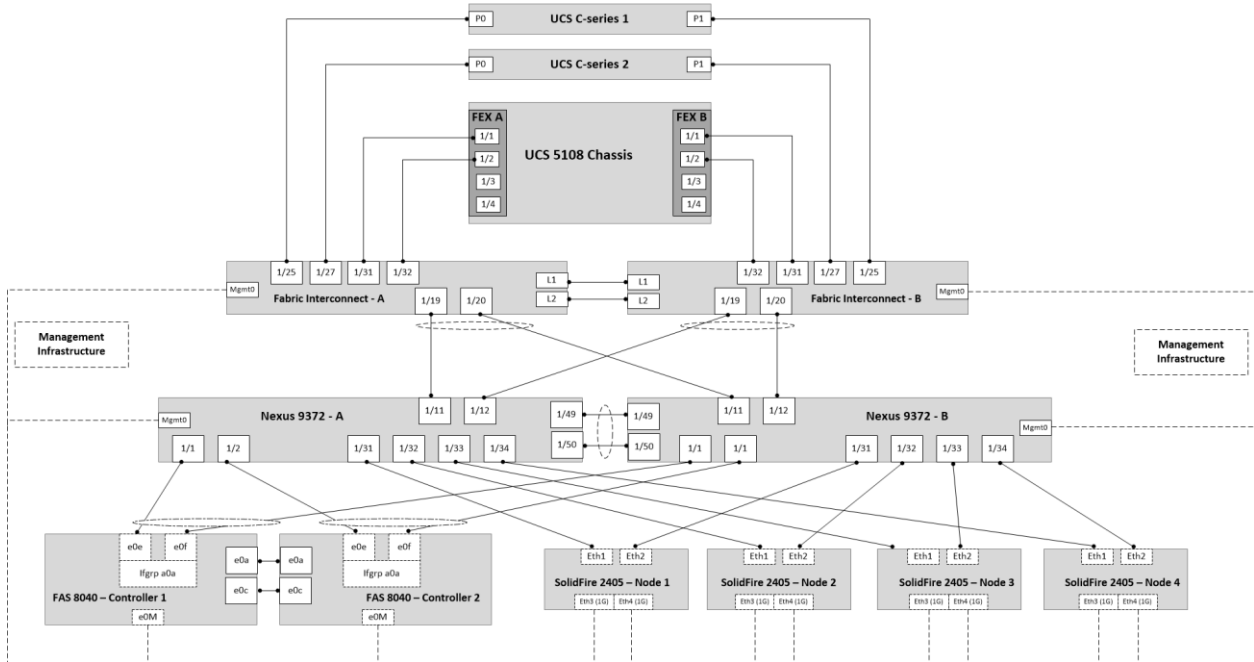 P0 UCS C-series 1 P1
P0 UCS C-series 2 P1
FEX A FEX B
1/1 1/1
UCS 5108 Chassis
1/2 1/2
1/3 1/3
1/4 1/4
1/25 1/27 1/31 1/32 1/32 1/31 1/27 1/25
L1 L1
Mgmt0 Fabric Interconnect - A L2 L2 Fabric Interconnect - B Mgmt0
1/19 1/20 1/19 1/20
Management
Infrastructure
Management
Infrastructure
Nexus 9372 - A Nexus 9372 - B
Mgmt0 1/11 1/12 1/49 1/49 1/11 1/12 Mgmt0
1/1 1/2 1/31 1/32 1/33 1/34 1/50 1/50 1/1 1/1 1/31 1/32 1/33 1/34
e0e e0f e0a e0a e0e e0f
Ifgrp a0a Ifgrp a0a
e0c e0c
FAS 8040 – Controller 1 FAS 8040 – Controller 2
e0M e0M
Eth1 Eth2 Eth1 Eth2 Eth1 Eth2 Eth1 Eth2
SolidFire 2405 – Node 1 SolidFire 2405 – Node 2 SolidFire 2405 – Node 3 SolidFire 2405 – Node 4
Eth3 (1G) Eth4 (1G) Eth3 (1G) Eth4 (1G) Eth3 (1G) Eth4 (1G) Eth3 (1G) Eth4 (1G)